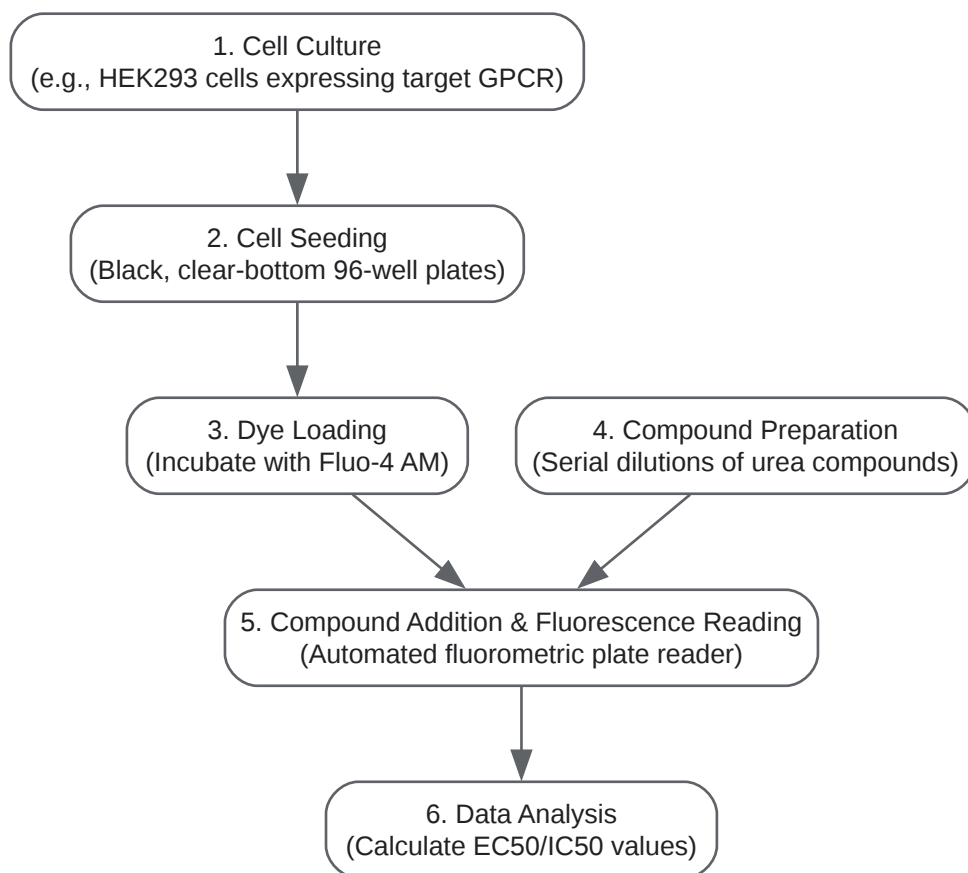 1. Cell Culture
(e.g., HEK293 cells expressing target GPCR)
2. Cell Seeding
(Black, clear-bottom 96-well plates)
3. Dye Loading
(Incubate with Fluo-4 AM)
4. Compound Preparation
(Serial dilutions of urea compounds)
5. Compound Addition & Fluorescence Reading
(Automated fluorometric plate reader)
6. Data Analysis
(Calculate EC50/IC50 values)